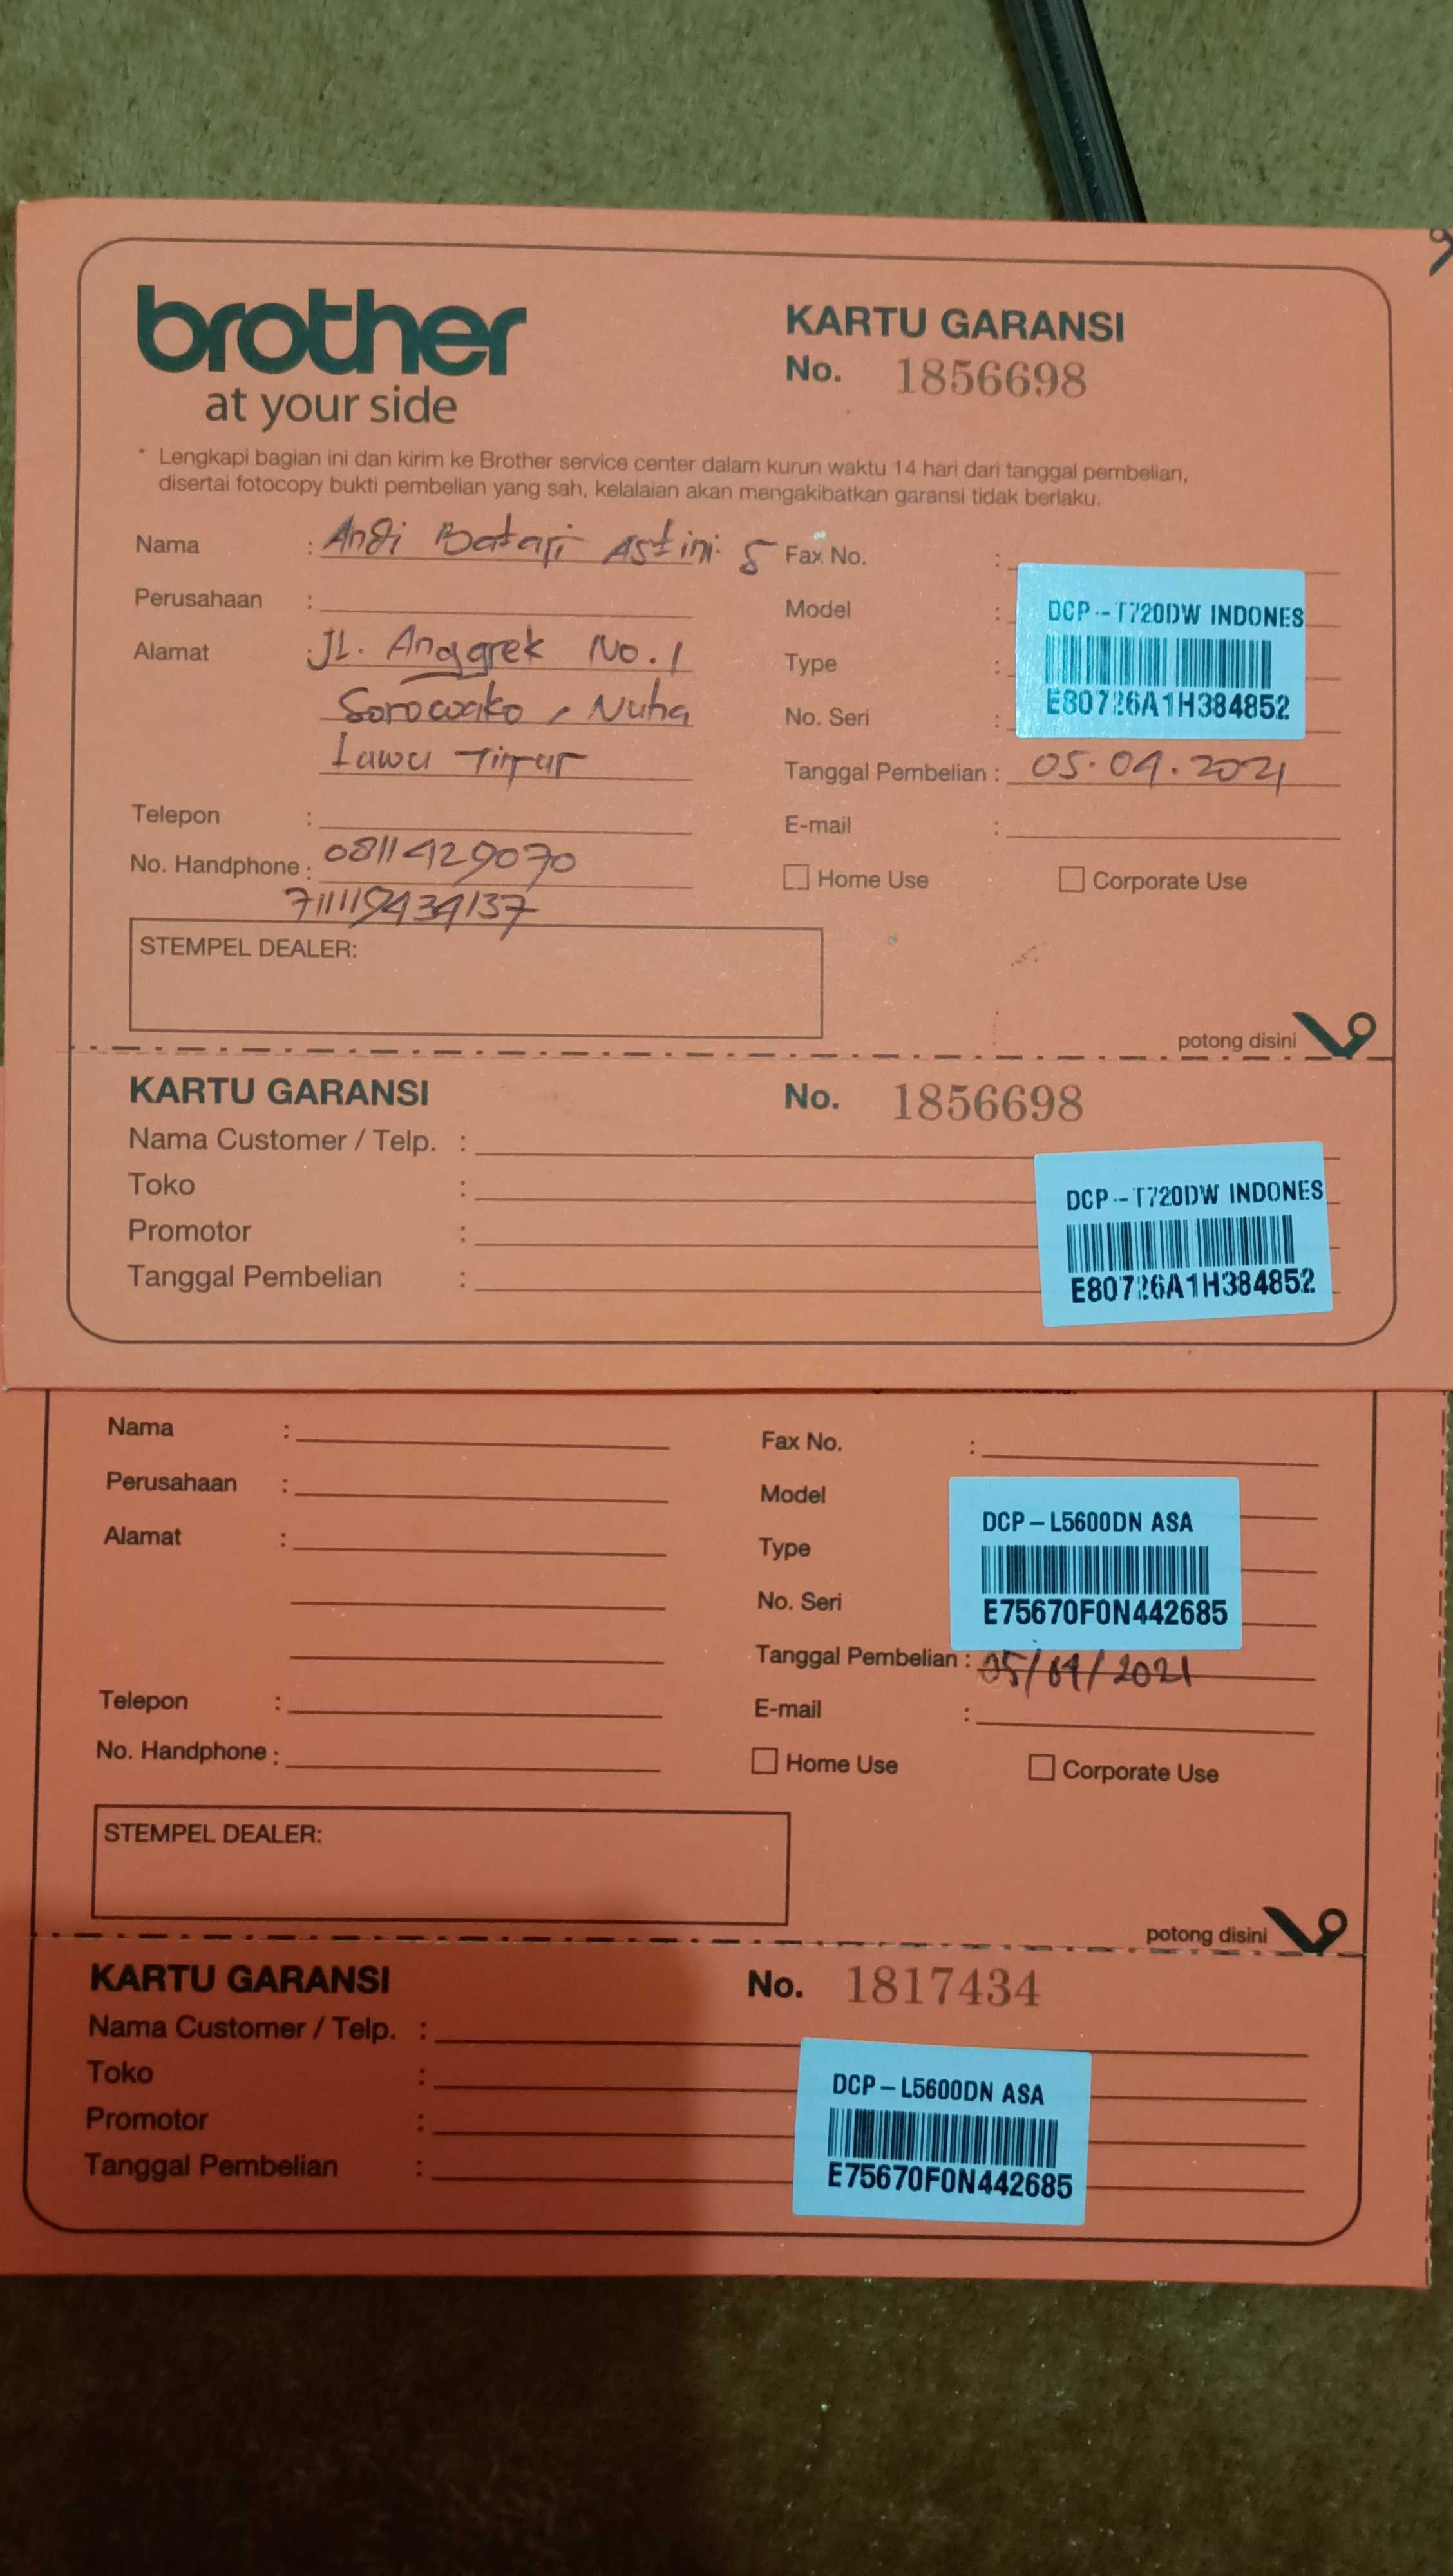 brother
at your side
KARTU GARANSI
No. 1856698
* Lengkapi bagian ini dan kirim ke Brother service center dalam kurun waktu 14 hari dari tanggal pembelian,
disertai fotocopy bukti pembelian yang sah, kelalaian akan mengakibatkan garansi tidak berlaku.
Nama : Andi Batari Astini S
Perusahaan :
Alamat : Jl. Anggrek No. 1
Sorowako, Nuha
Luwu Timur
Telepon :
No. Handphone : 08114129070
711119434137
Fax No. :
Model : DCP-T720DW INDONES
Type :
No. Seri : E80726A1H384852
Tanggal Pembelian : 05.04.2021
E-mail :
Home Use Corporate Use
STEMPEL DEALER:
potong disini
KARTU GARANSI No. 1856698
Nama Customer / Telp. :
Toko :
Promotor :
Tanggal Pembelian :
DCP-T720DW INDONES
E80726A1H384852
Nama :
Perusahaan :
Alamat :
Telepon :
No. Handphone :
Fax No. :
Model
Type
No. Seri
DCP-L5600DN ASA
E75670F0N442685
Tanggal Pembelian : 05/04/2021
E-mail :
Home Use Corporate Use
STEMPEL DEALER:
potong disini
KARTU GARANSI No. 1817434
Nama Customer / Telp. :
Toko :
Promotor :
Tanggal Pembelian :
DCP-L5600DN ASA
E75670F0N442685